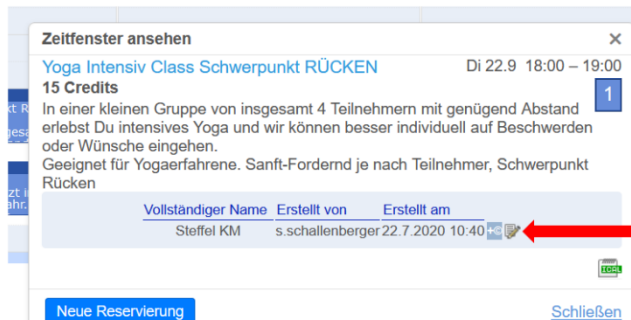 Zeitfenster ansehen ×
Yoga Intensiv Class Schwerpunkt RÜCKEN Di 22.9 18:00 – 19:00
15 Credits 1
In einer kleinen Gruppe von insgesamt 4 Teilnehmern mit genügend Abstand
erlebst Du intensives Yoga und wir können besser individuell auf Beschwerden
oder Wünsche eingehen.
Geeignet für Yogaerfahrene. Sanft-Fordernd je nach Teilnehmer, Schwerpunkt
Rücken
Vollständiger Name Erstellt von Erstellt am
Steffel KM s.schallenberger 22.7.2020 10:40
Neue Reservierung Schließen